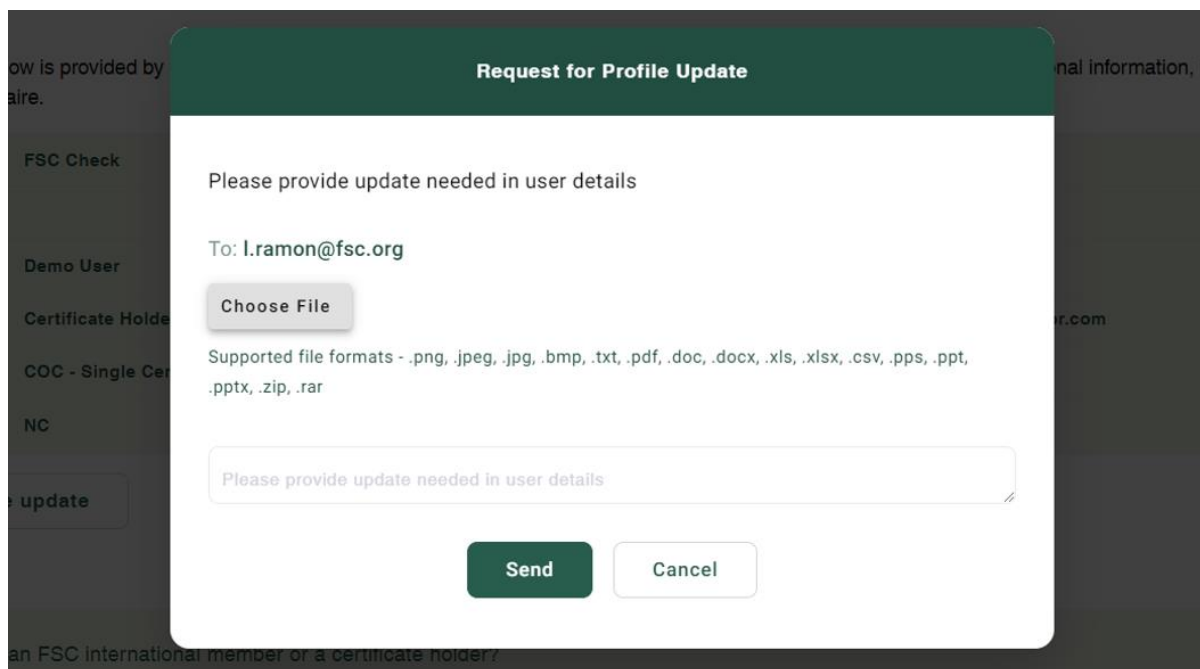 ow is provided by
Request for Profile Update
nal information,
aire.
FSC Check
Please provide update needed in user details
To: l.ramon@fsc.org
Demo User
Choose File
Certificate Holde
r.com
Supported file formats - .png, .jpeg, .jpg, .bmp, .txt, .pdf, .doc, .docx, .xls, .xlsx, .csv, .pps, .ppt,
COC - Single Cer
.pptx, .zip, .rar
NC
Please provide update needed in user details
update
Send
Cancel
an FSC international member or a certificate holder?